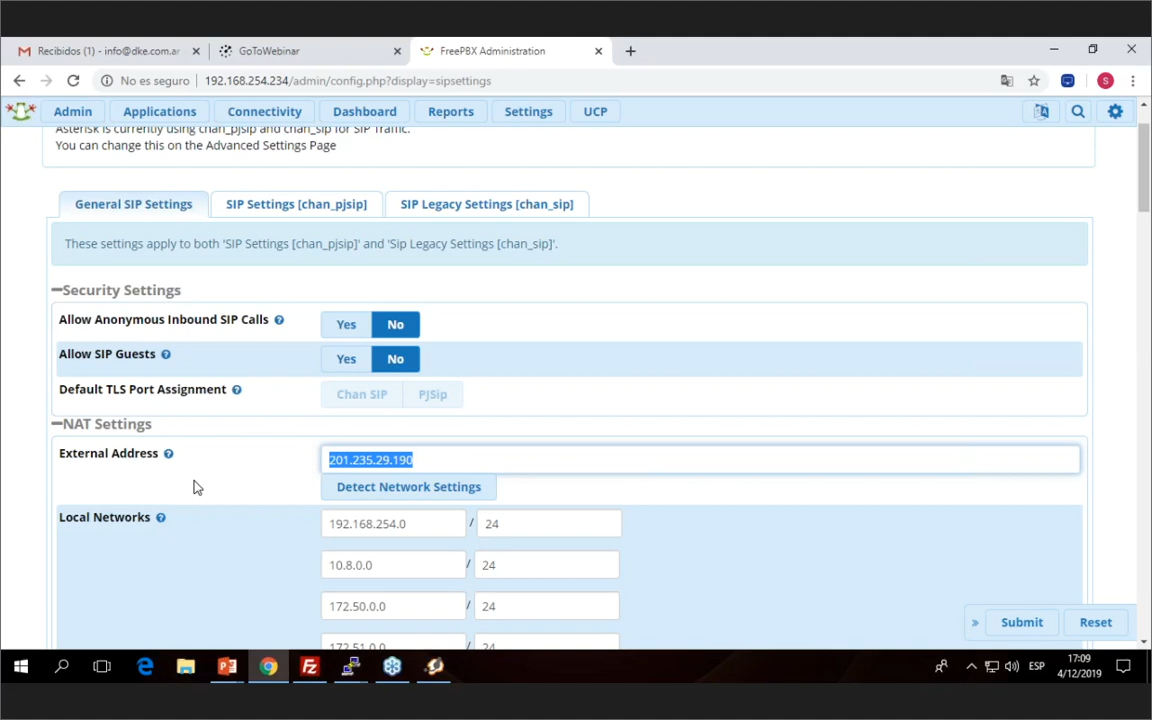 Recibidos (1) - info@dke.com.ar
GoToWebinar
FreePBX Administration
No es seguro
192.168.254.234/admin/config.php?display=sipsettings
S
Admin
Applications
Connectivity
Dashboard
Reports
Settings
UCP
Asterisk is currently using chan_pjsip and chan_sip for SIP Traffic.
You can change this on the Advanced Settings Page
General SIP Settings
SIP Settings [chan_pjsip]
SIP Legacy Settings [chan_sip]
These settings apply to both 'SIP Settings [chan_pjsip]' and 'Sip Legacy Settings [chan_sip]'.
Security Settings
Allow Anonymous Inbound SIP Calls
Yes
No
Allow SIP Guests
Yes
No
Default TLS Port Assignment
Chan SIP
PJSip
NAT Settings
External Address
201.235.29.190
Detect Network Settings
Local Networks
192.168.254.0
/
24
10.8.0.0
/
24
172.50.0.0
/
24
172.51.0.0
/
24
»
Submit
Reset
ESP
17:09
4/12/2019